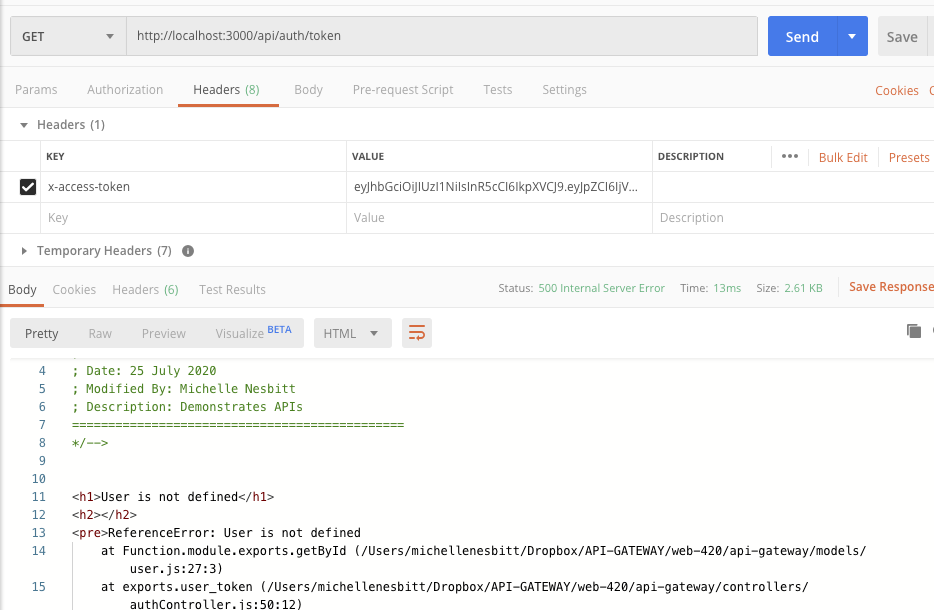 GET http://localhost:3000/api/auth/token Send Save
Params Authorization Headers (8) Body Pre-request Script Tests Settings Cookies
Headers (1)
KEY VALUE DESCRIPTION ••• Bulk Edit Presets
x-access-token eyJhbGciOiJIUzI1NiIsInR5cCI6IkpXVCJ9.eyJpZCI6IjV...
Key Value Description
Temporary Headers (7) i
Body Cookies Headers (6) Test Results Status: 500 Internal Server Error Time: 13ms Size: 2.61 KB Save Response
Pretty Raw Preview Visualize BETA HTML
4 ; Date: 25 July 2020
5 ; Modified By: Michelle Nesbitt
6 ; Description: Demonstrates APIs
7 ==============================================
8 */-->
9
10
11 <h1>User is not defined</h1>
12 <h2></h2>
13 <pre>ReferenceError: User is not defined
14 at Function.module.exports.getById (/Users/michellenesbitt/Dropbox/API-GATEWAY/web-420/api-gateway/models/
user.js:27:3)
15 at exports.user_token (/Users/michellenesbitt/Dropbox/API-GATEWAY/web-420/api-gateway/controllers/
authController.js:50:12)